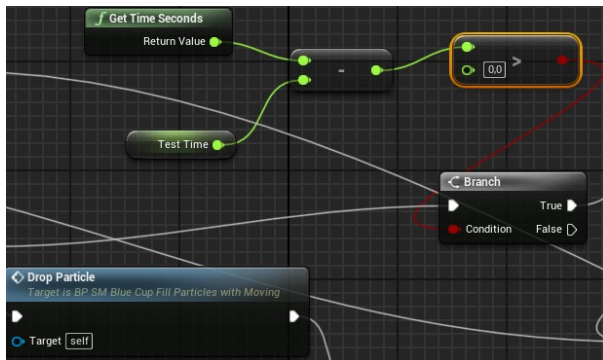 f Get Time Seconds
Return Value
-
>
0,0
Test Time
Branch
True
Condition
False
Drop Particle
Target is BP SM Blue Cup Fill Particles with Moving
Target self